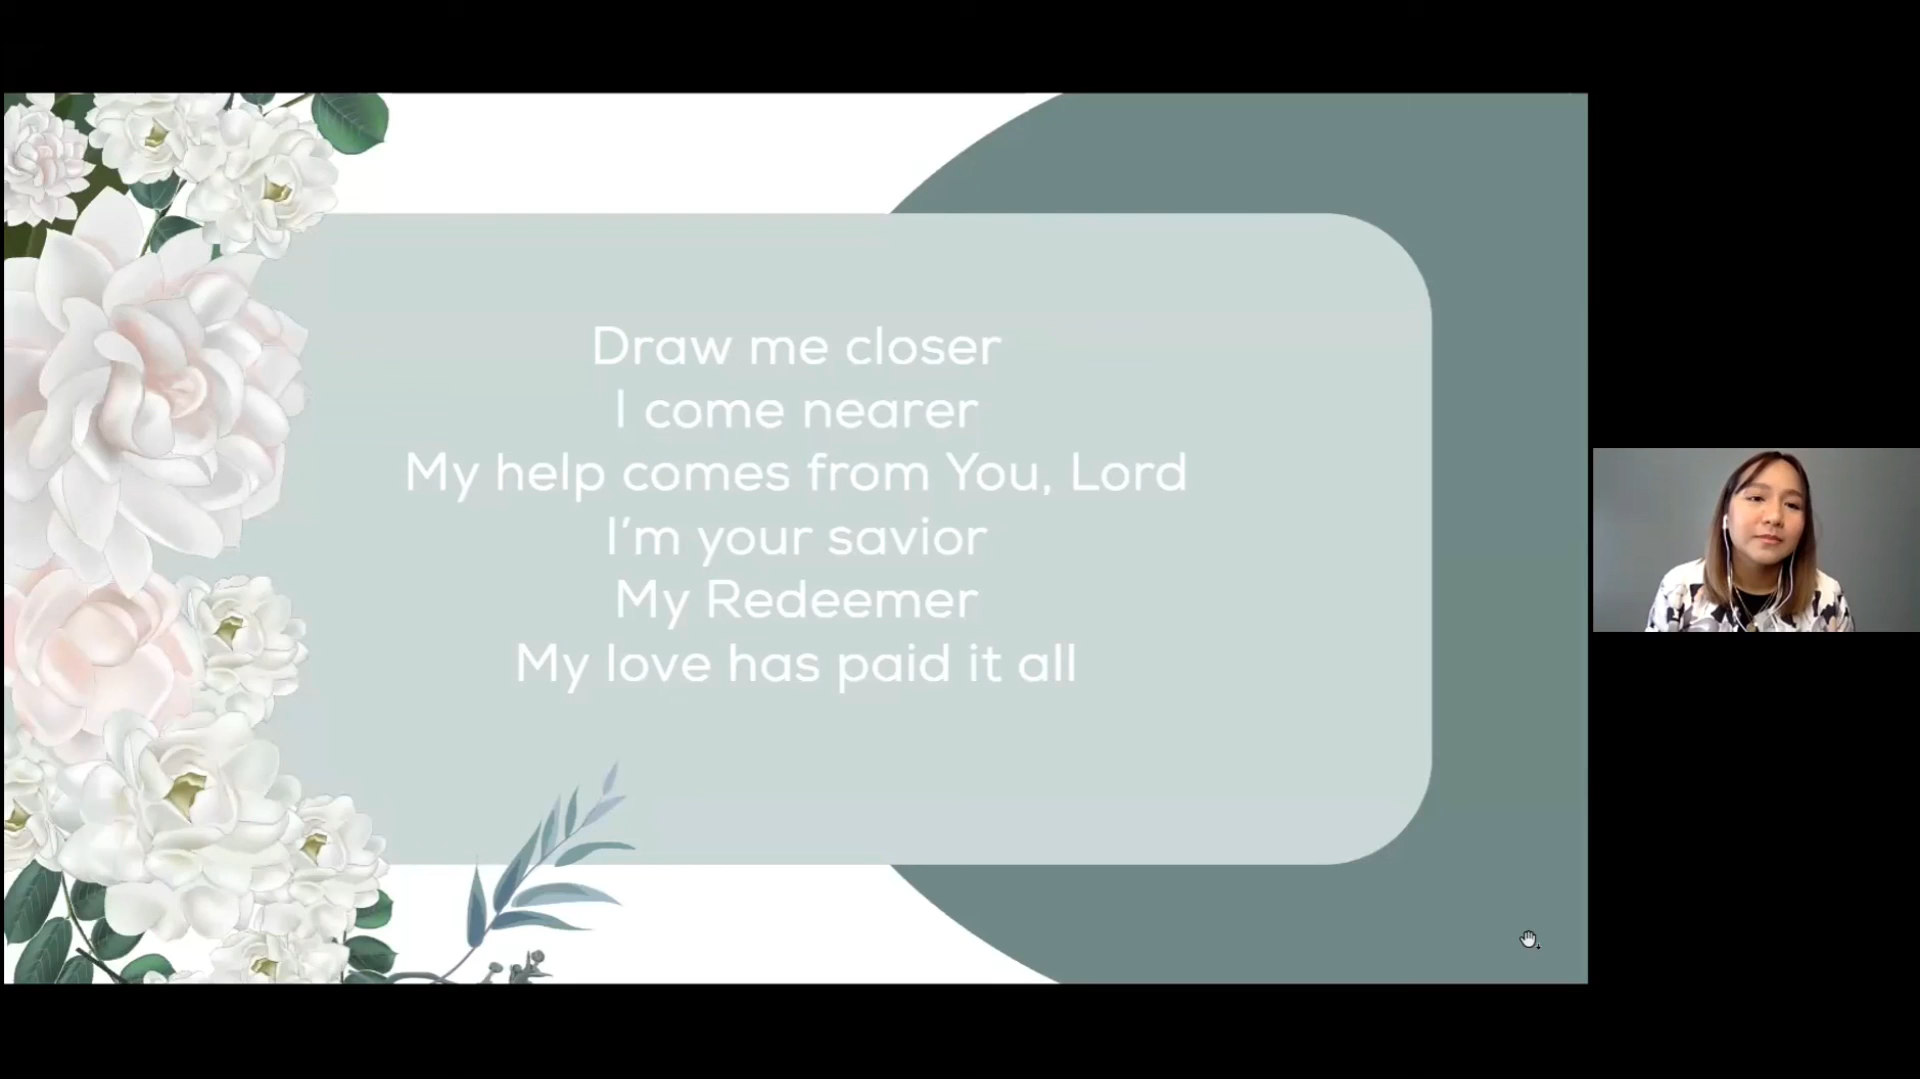 Draw me closer
I come nearer
My help comes from You, Lord
I’m your savior
My Redeemer
My love has paid it all